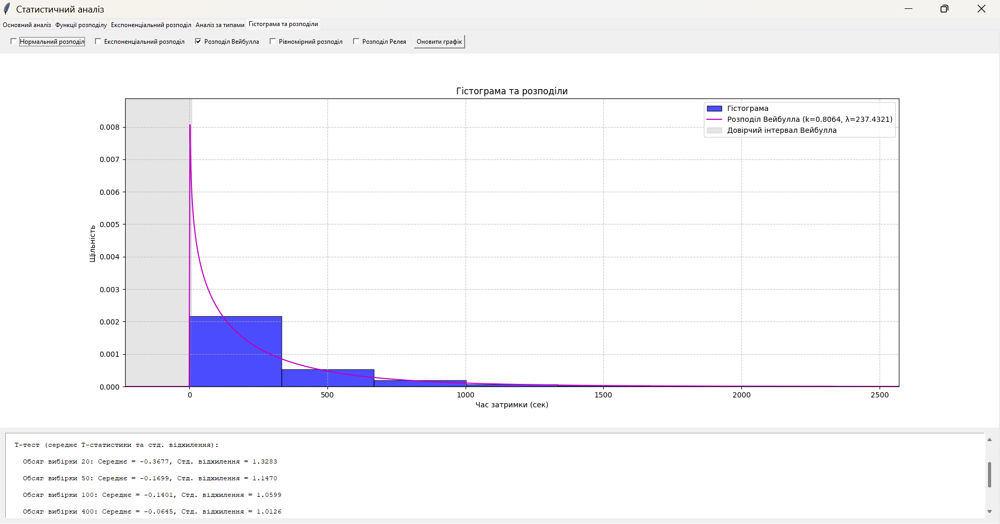 Статистичний аналіз
Основний аналіз Функції розподілу Експоненціальний розподіл Аналіз за типами Гістограма та розподіли
Нормальний розподіл Експоненціальний розподіл Розподіл Вейбулла Рівномірний розподіл Розподіл Релея Оновити графік
Гістограма та розподіли
Гістограма
Розподіл Вейбулла (k=0.8064, λ=237.4321)
Довірчий інтервал Вейбулла
0.008
0.007
0.006
0.005
0.004
0.003
0.002
0.001
0.000
Щільність
0 500 1000 1500 2000 2500
Час затримки (сек)
Т-тест (середнє Т-статистики та стд. відхилення):
Обсяг вибірки 20: Середнє = -0.3677, Стд. відхилення = 1.3283
Обсяг вибірки 50: Середнє = -0.1699, Стд. відхилення = 1.1470
Обсяг вибірки 100: Середнє = -0.1401, Стд. відхилення = 1.0599
Обсяг вибірки 400: Середнє = -0.0645, Стд. відхилення = 1.0126